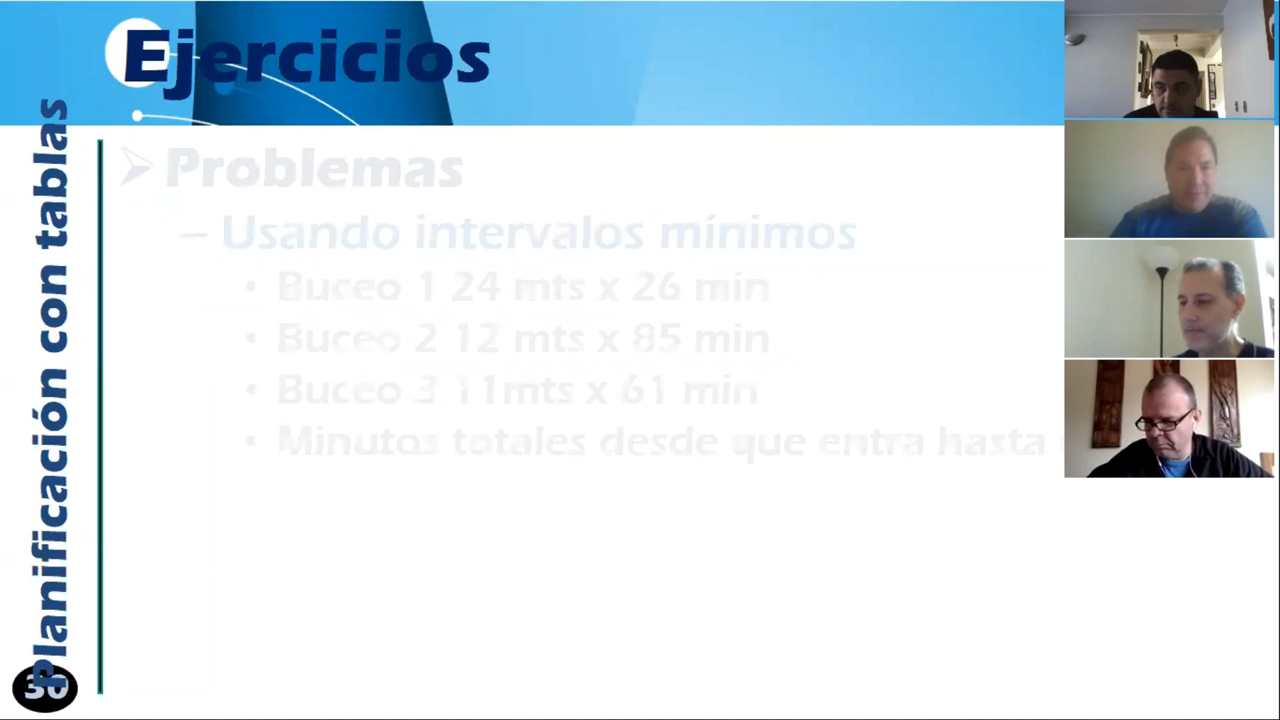 Ejercicios
Planificación con tablas
Problemas
– Usando intervalos mínimos
• Buceo 1 24 mts x 26 min
• Buceo 2 12 mts x 85 min
• Buceo 3 11mts x 61 min
• Minutos totales desde que entra hasta
30